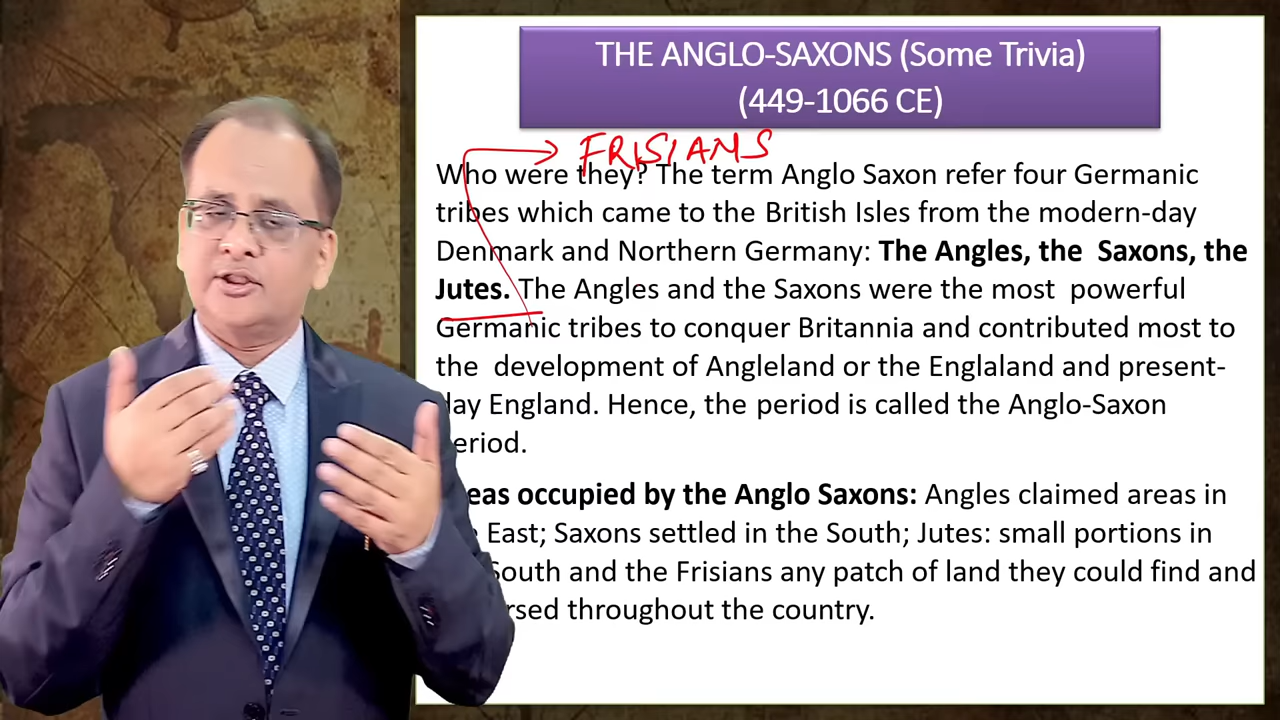 THE ANGLO-SAXONS (Some Trivia)
(449-1066 CE)
FRISIANS
Who were they? The term Anglo Saxon refer four Germanic
tribes which came to the British Isles from the modern-day
Denmark and Northern Germany: The Angles, the Saxons, the
Jutes. The Angles and the Saxons were the most powerful
Germanic tribes to conquer Britannia and contributed most to
the development of Angleland or the Englaland and present-
day England. Hence, the period is called the Anglo-Saxon
occupied by the Anglo Saxons: Angles claimed areas in
East; Saxons settled in the South; Jutes: small portions in
South and the Frisians any patch of land they could find and
throughout the country.